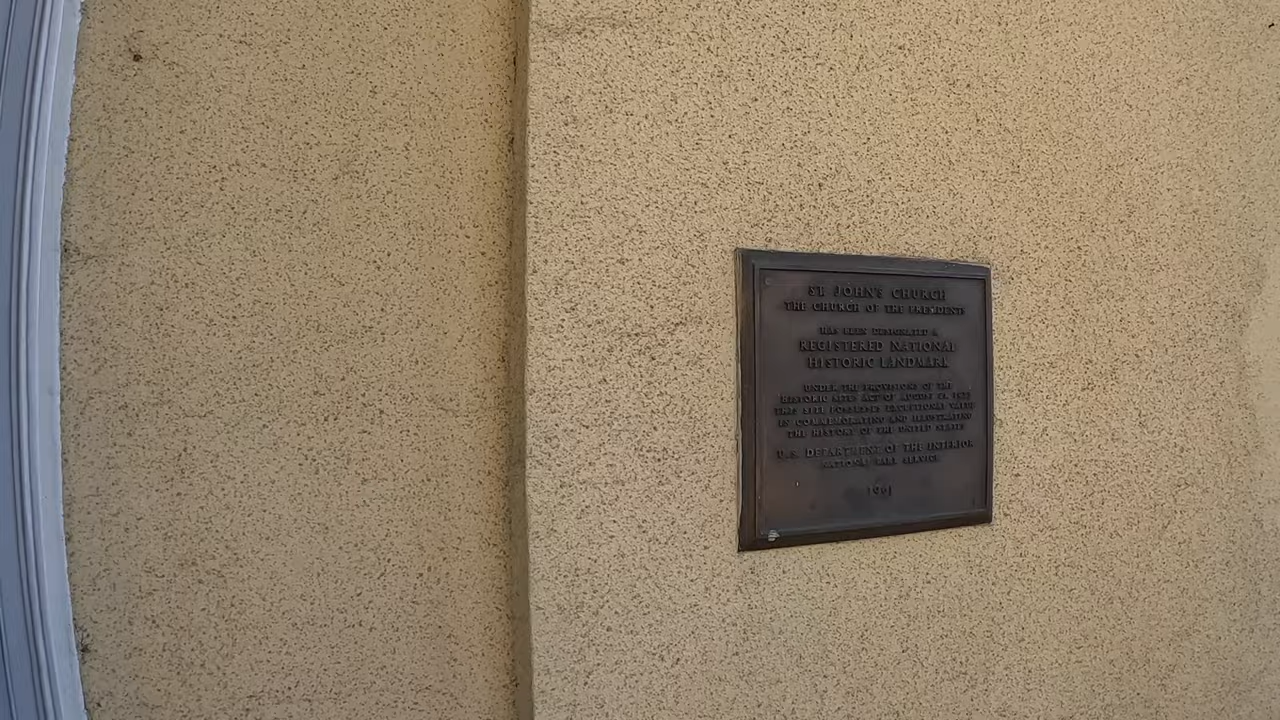 ST. JOHN'S CHURCH
THE CHURCH OF THE PRESIDENTS
HAS BEEN DESIGNATED A
REGISTERED NATIONAL
HISTORIC LANDMARK
UNDER THE PROVISIONS OF THE
HISTORIC SITES ACT OF AUGUST 21, 1935
THIS SITE POSSESSES EXCEPTIONAL VALUE
IN COMMEMORATING AND ILLUSTRATING
THE HISTORY OF THE UNITED STATES
U.S. DEPARTMENT OF THE INTERIOR
NATIONAL PARK SERVICE
1961